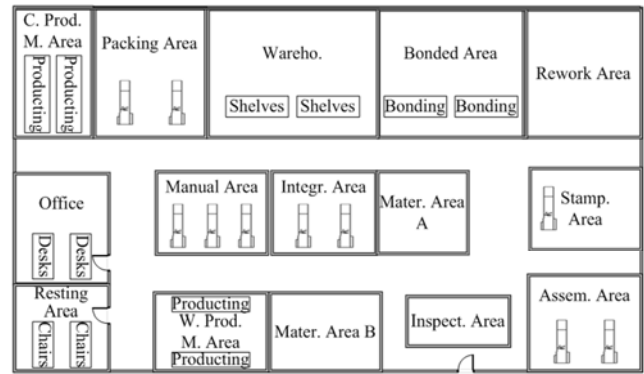 C. Prod.
M. Area
Producting
Producting
Packing Area
Wareho.
Shelves
Shelves
Bonded Area
Bonding
Bonding
Rework Area
Office
Desks
Desks
Manual Area
Integr. Area
Mater. Area
A
Stamp.
Area
Resting
Area
Chairs
Chairs
Producting
W. Prod.
M. Area
Producting
Mater. Area B
Inspect. Area
Assem. Area